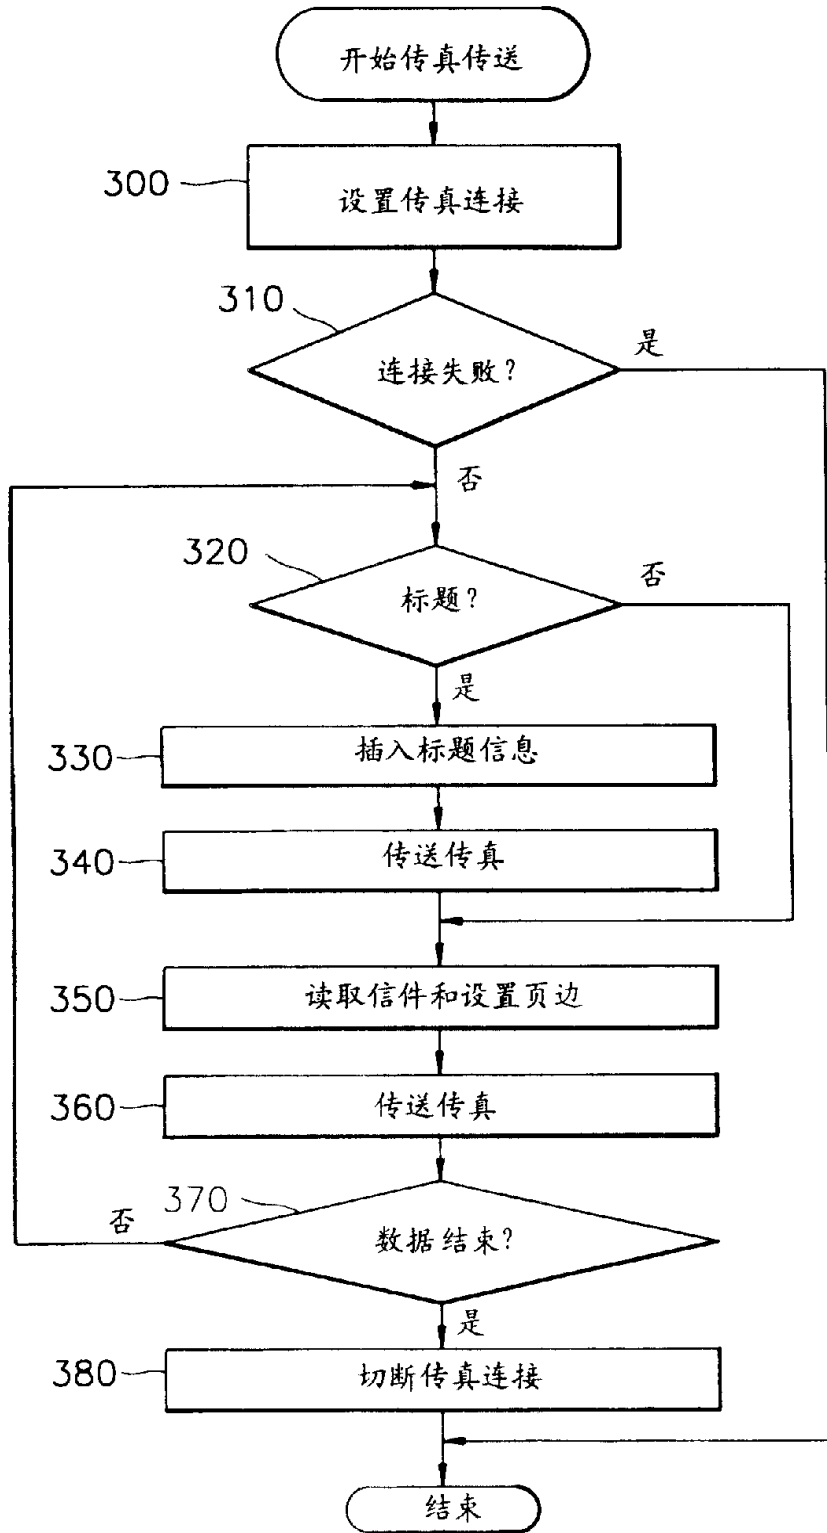 开始传真传送
300
设置传真连接
310
连接失败?
是
否
320
标题?
否
是
330
插入标题信息
340
传送传真
350
读取信件和设置页边
360
传送传真
370
否
数据结束?
是
380
切断传真连接
结束